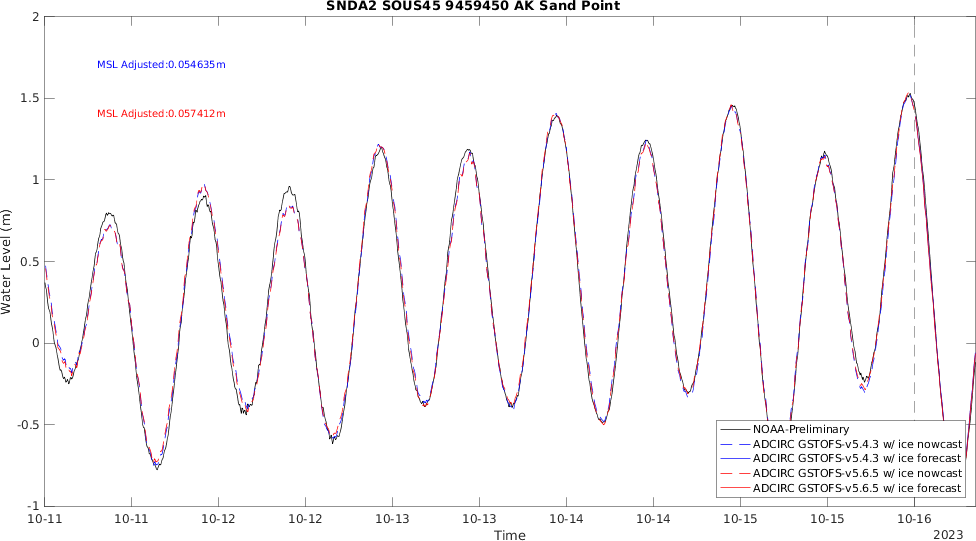 SNDA2 SOUS45 9459450 AK Sand Point
2
MSL Adjusted:0.054635m
1.5
MSL Adjusted:0.057412m
1
Water Level (m)
0.5
0
-0.5
NOAA-Preliminary
ADCIRC GSTOFS-v5.4.3 w/ ice nowcast
ADCIRC GSTOFS-v5.4.3 w/ ice forecast
ADCIRC GSTOFS-v5.6.5 w/ ice nowcast
ADCIRC GSTOFS-v5.6.5 w/ ice forecast
-1
10-11 10-11 10-12 10-12 10-13 10-13 10-14 10-14 10-15 10-15 10-16
Time
2023